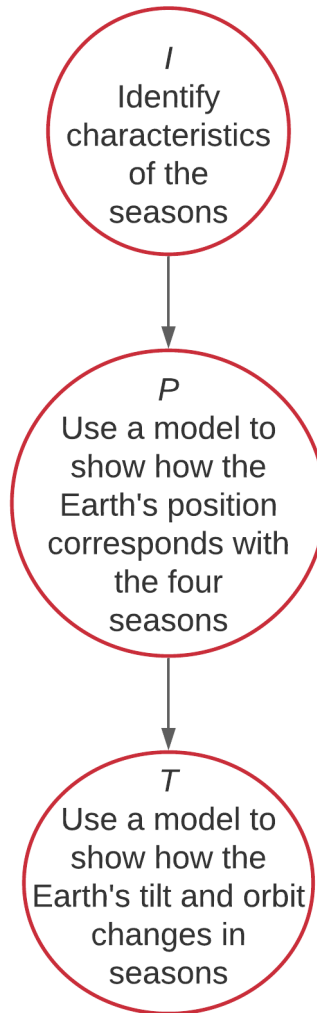 I
Identify
characteristics
of the
seasons
P
Use a model to
show how the
Earth's position
corresponds with
the four
seasons
T
Use a model to
show how the
Earth's tilt and orbit
changes in
seasons